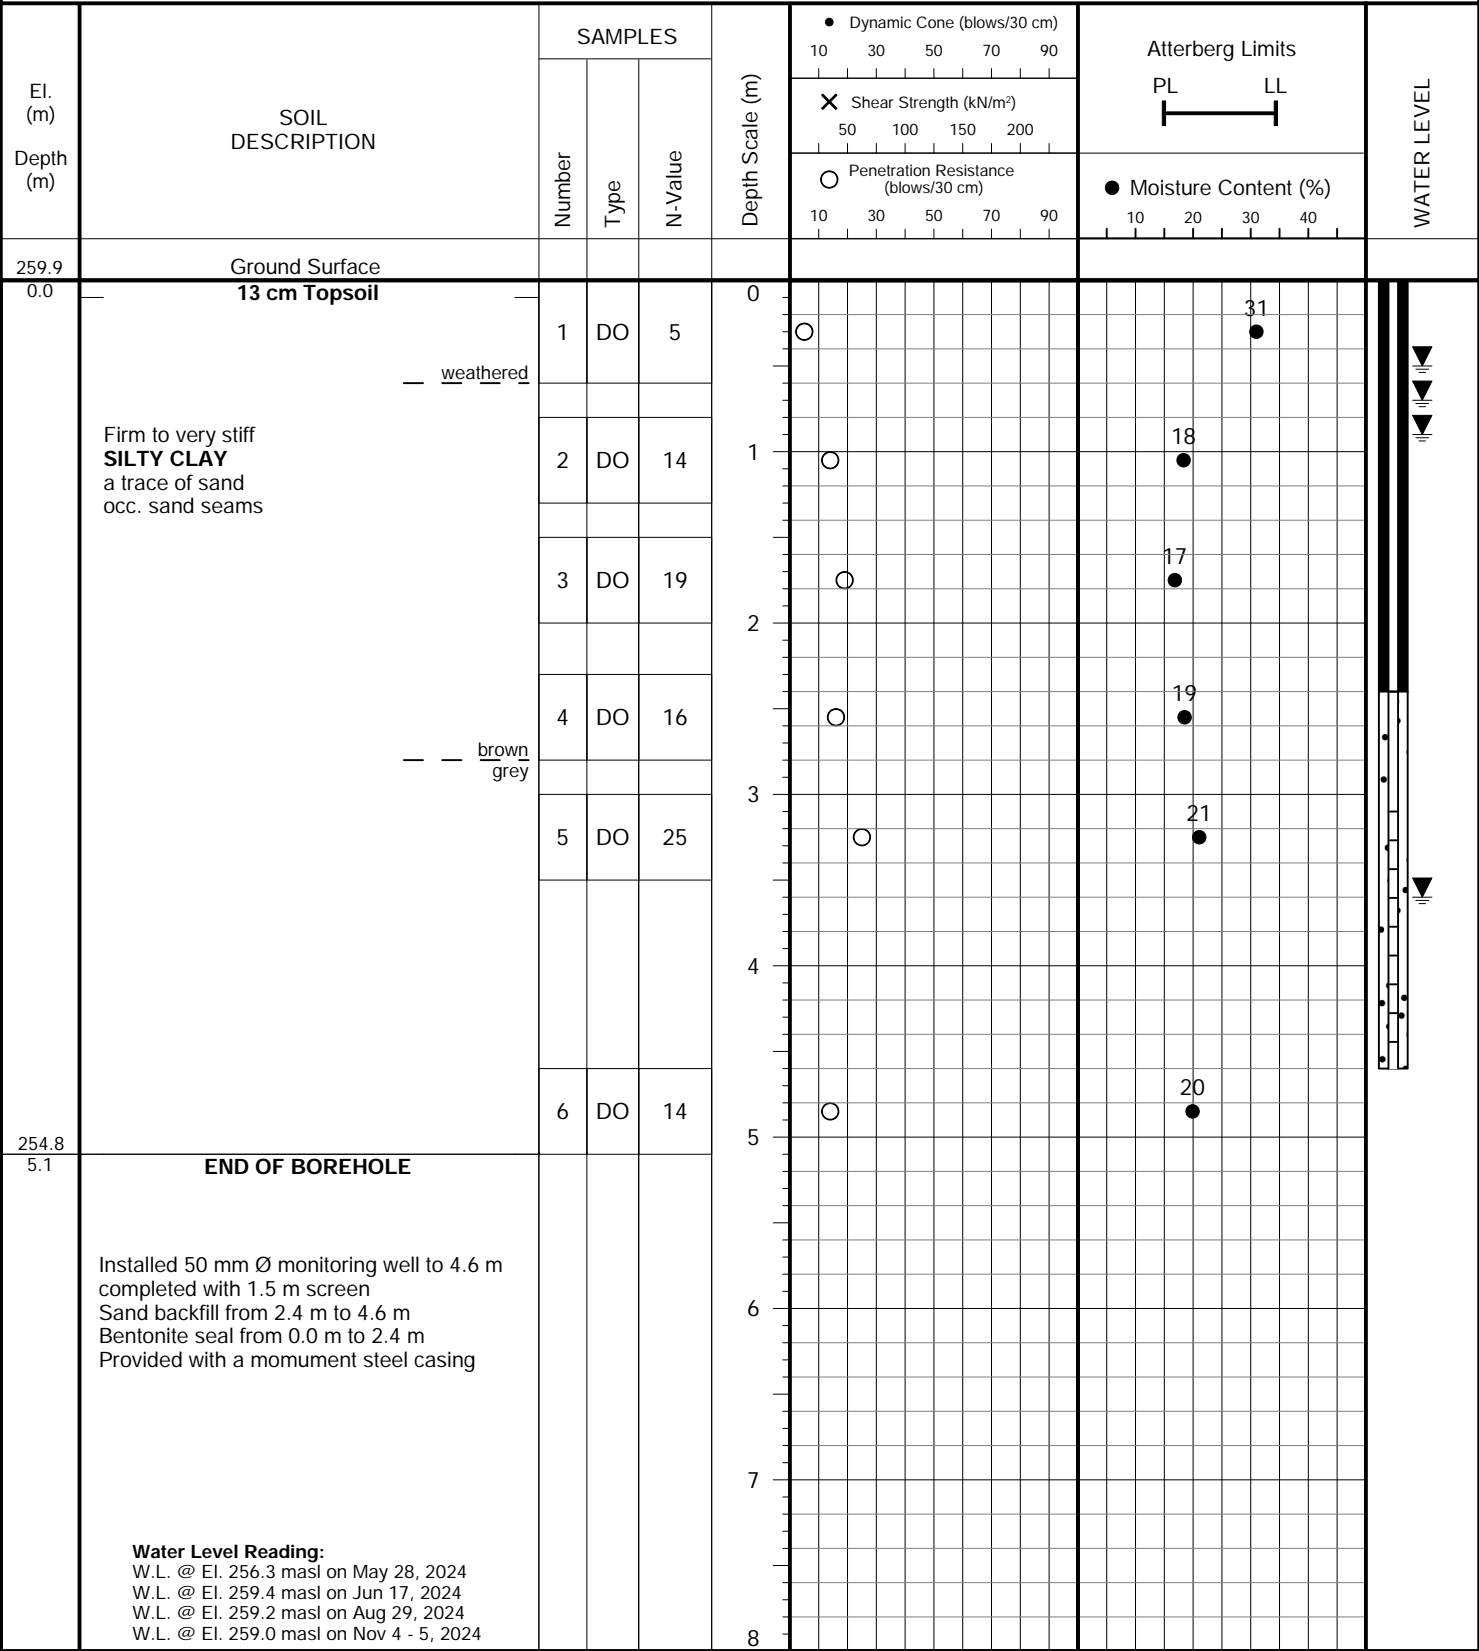 El.
(m)
Depth
(m)
SOIL
DESCRIPTION
SAMPLES
Number
Type
N-Value
Depth Scale (m)
Dynamic Cone (blows/30 cm)
10 30 50 70 90
Shear Strength (kN/m²)
50 100 150 200
Penetration Resistance
(blows/30 cm)
10 30 50 70 90
Atterberg Limits
PL LL
Moisture Content (%)
10 20 30 40
WATER LEVEL
259.9 Ground Surface
0.0 13 cm Topsoil
0
1 DO 5
31
weathered
Firm to very stiff
SILTY CLAY
a trace of sand
occ. sand seams
2 DO 14
1
18
3 DO 19
17
2
4 DO 16
19
brown
grey
3
5 DO 25
21
4
6 DO 14
20
5
254.8
5.1 END OF BOREHOLE
Installed 50 mm Ø monitoring well to 4.6 m
completed with 1.5 m screen
Sand backfill from 2.4 m to 4.6 m
Bentonite seal from 0.0 m to 2.4 m
Provided with a momument steel casing
6
7
Water Level Reading:
W.L. @ El. 256.3 masl on May 28, 2024
W.L. @ El. 259.4 masl on Jun 17, 2024
W.L. @ El. 259.2 masl on Aug 29, 2024
W.L. @ El. 259.0 masl on Nov 4 - 5, 2024
8